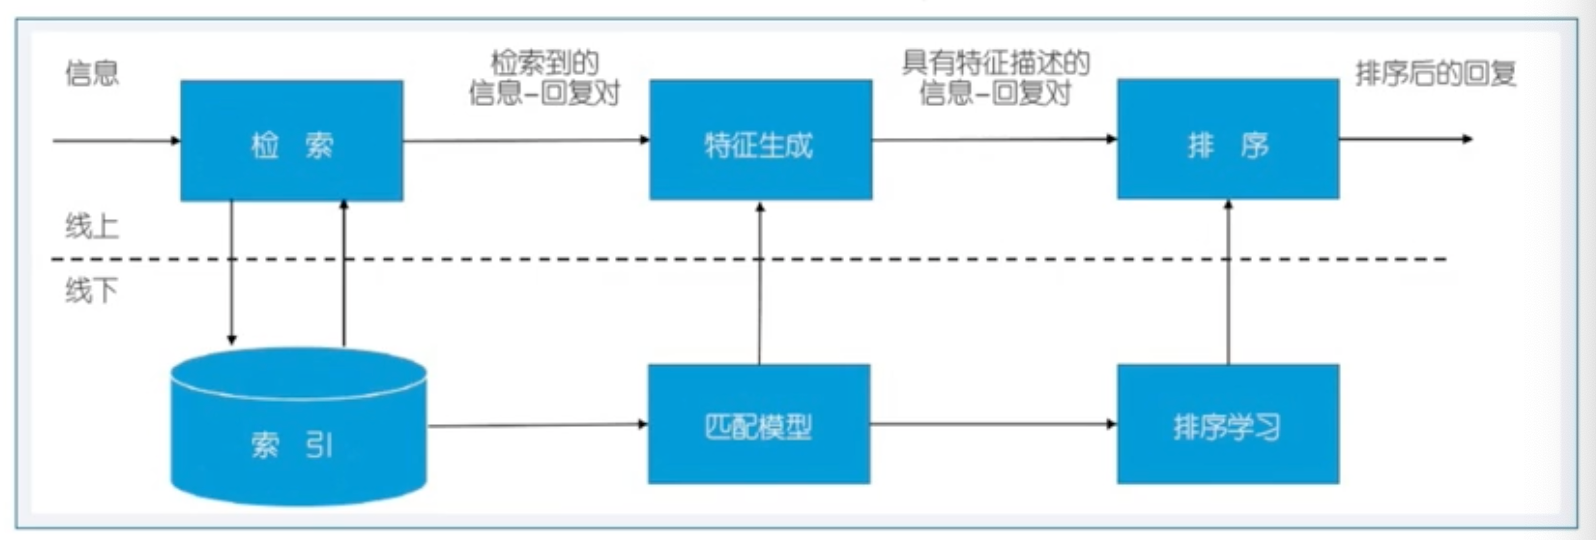 信息
检索到的
信息-回复对
具有特征描述的
信息-回复对
排序后的回复
检 索
特征生成
排 序
线上
线下
索 引
匹配模型
排序学习